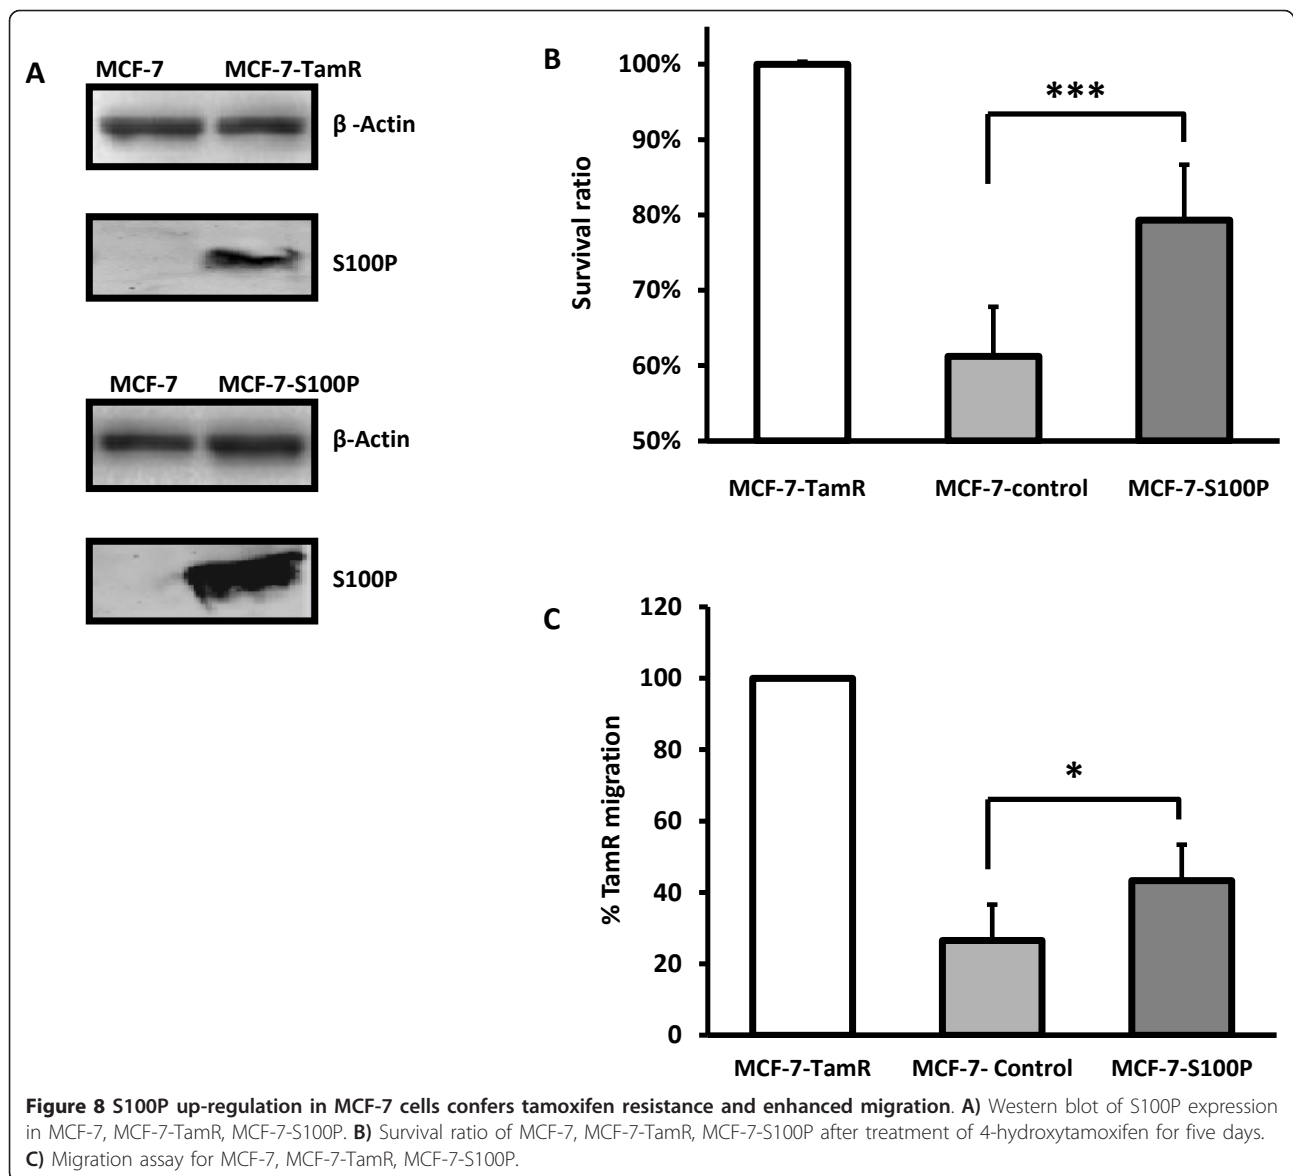 A
MCF-7 MCF-7-TamR
β -Actin
S100P
MCF-7 MCF-7-S100P
β-Actin
S100P
B
100%
90%
80%
70%
60%
50%
Survival ratio
***
MCF-7-TamR MCF-7-control MCF-7-S100P
C
120
100
80
60
40
20
0
% TamR migration
*
MCF-7-TamR MCF-7- Control MCF-7-S100P
Figure 8 S100P up-regulation in MCF-7 cells confers tamoxifen resistance and enhanced migration. A) Western blot of S100P expression
in MCF-7, MCF-7-TamR, MCF-7-S100P. B) Survival ratio of MCF-7, MCF-7-TamR, MCF-7-S100P after treatment of 4-hydroxytamoxifen for five days.
C) Migration assay for MCF-7, MCF-7-TamR, MCF-7-S100P.